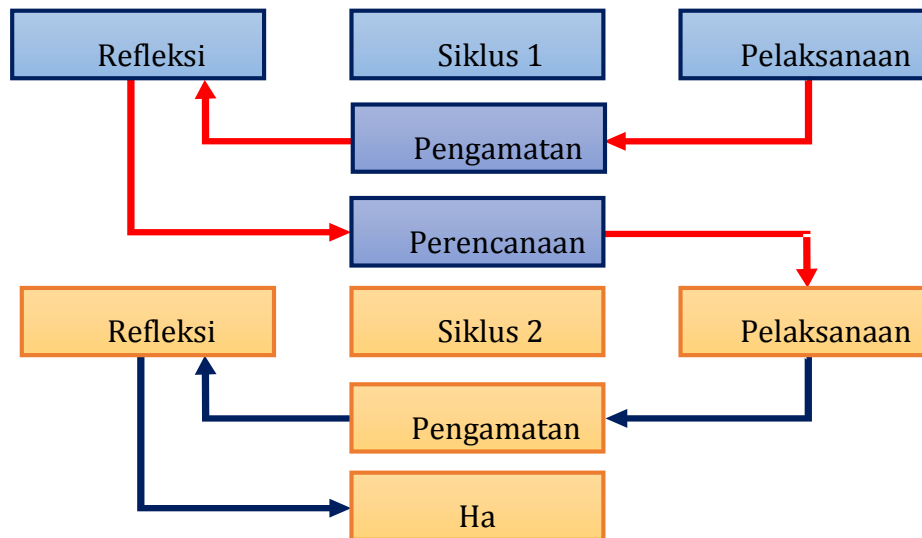 Refleksi
Siklus 1
Pelaksanaan
Pengamatan
Perencanaan
Refleksi
Siklus 2
Pelaksanaan
Pengamatan
Ha